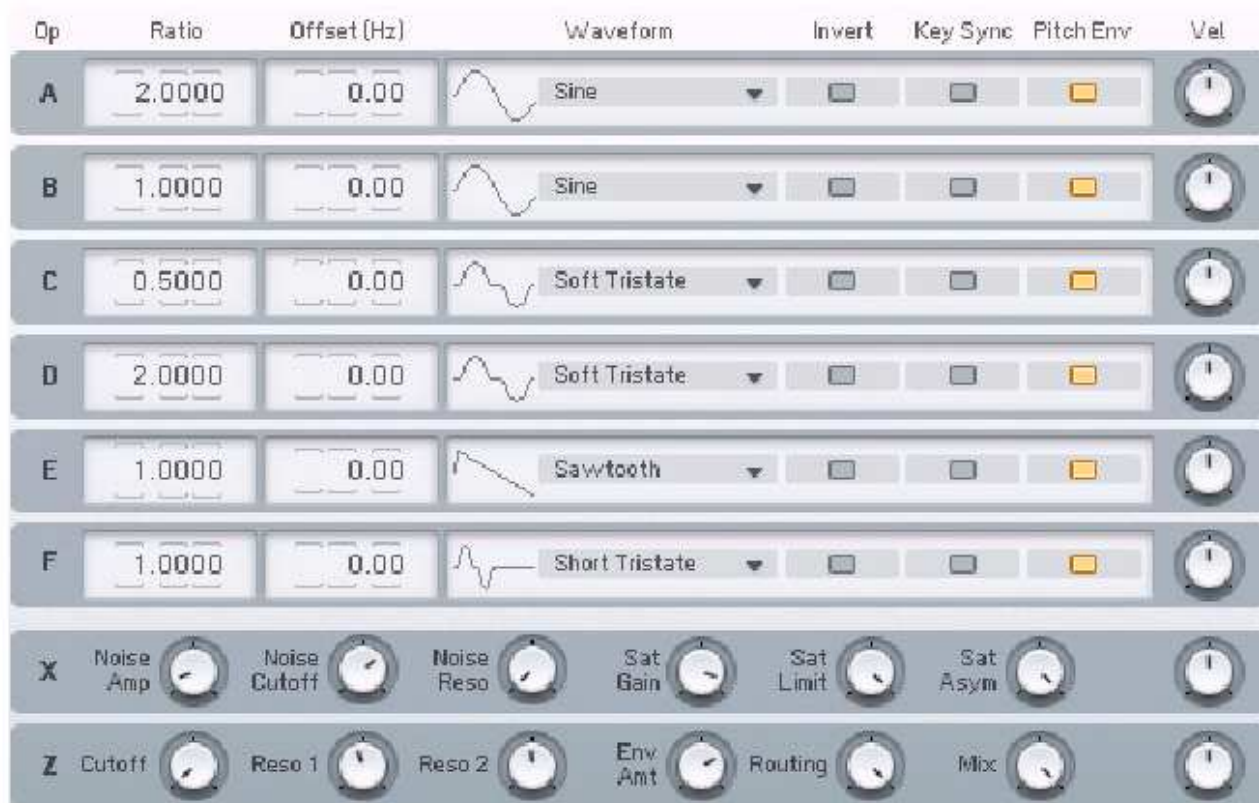 Op Ratio Offset (Hz) Waveform Invert Key Sync Pitch Env Vel
A 2.0000 0.00 Sine
B 1.0000 0.00 Sine
C 0.5000 0.00 Soft Tristate
D 2.0000 0.00 Soft Tristate
E 1.0000 0.00 Sawtooth
F 1.0000 0.00 Short Tristate
X Noise Amp Noise Cutoff Noise Reso Sat Gain Sat Limit Sat Asym
Z Cutoff Reso 1 Reso 2 Env Amt Routing Mix